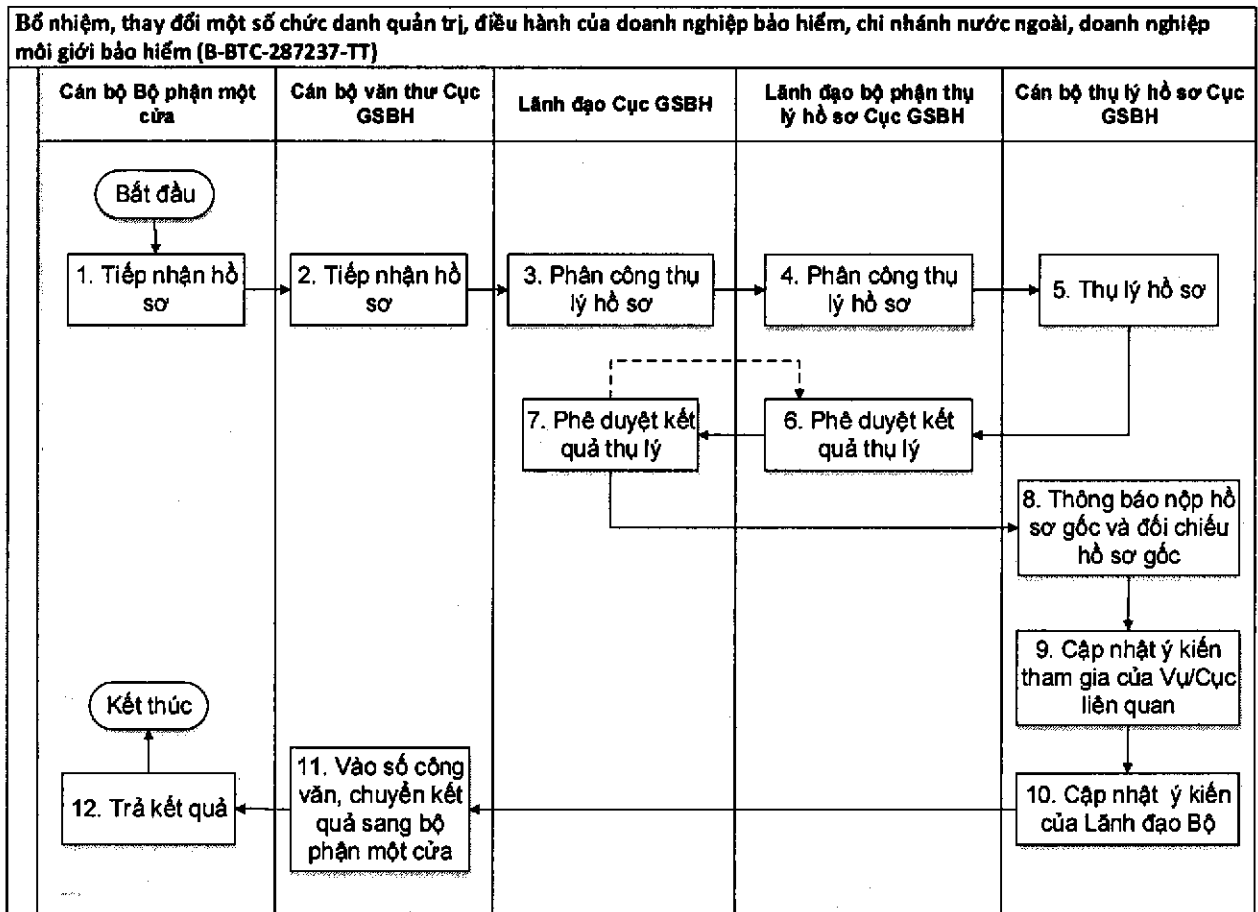 Bổ nhiệm, thay đổi một số chức danh quản trị, điều hành của doanh nghiệp bảo hiểm, chi nhánh nước ngoài, doanh nghiệp
môi giới bảo hiểm (B-BTC-287237-TT)
Cán bộ Bộ phận một
cửa
Cán bộ văn thư Cục
GSBH
Lãnh đạo Cục GSBH
Lãnh đạo bộ phận thụ
lý hồ sơ Cục GSBH
Cán bộ thụ lý hồ sơ Cục
GSBH
Bắt đầu
1. Tiếp nhận hồ
sơ
2. Tiếp nhận hồ
sơ
3. Phân công thụ
lý hồ sơ
4. Phân công thụ
lý hồ sơ
5. Thụ lý hồ sơ
7. Phê duyệt kết
quả thụ lý
6. Phê duyệt kết
quả thụ lý
8. Thông báo nộp hồ
sơ gốc và đối chiếu
hồ sơ gốc
9. Cập nhật ý kiến
tham gia của Vụ/Cục
liên quan
Kết thúc
12. Trả kết quả
11. Vào số công
văn, chuyển kết
quả sang bộ
phận một cửa
10. Cập nhật ý kiến
của Lãnh đạo Bộ